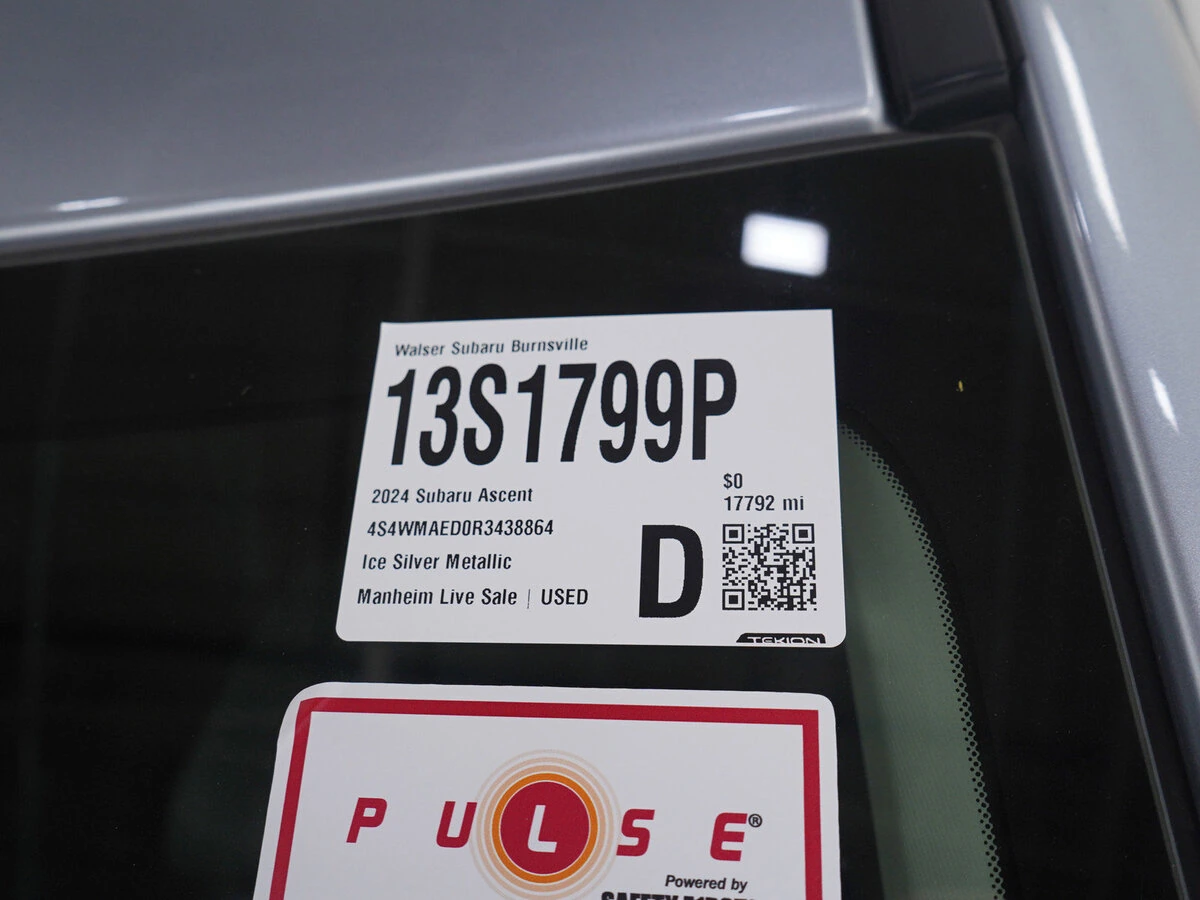 Walser Subaru Burnsville
13S1799P
2024 Subaru Ascent
$0
17792 mi
4S4WMAED0R3438864
Ice Silver Metallic
D
Manheim Live Sale | USED
TEKION
PULSE®
Powered by